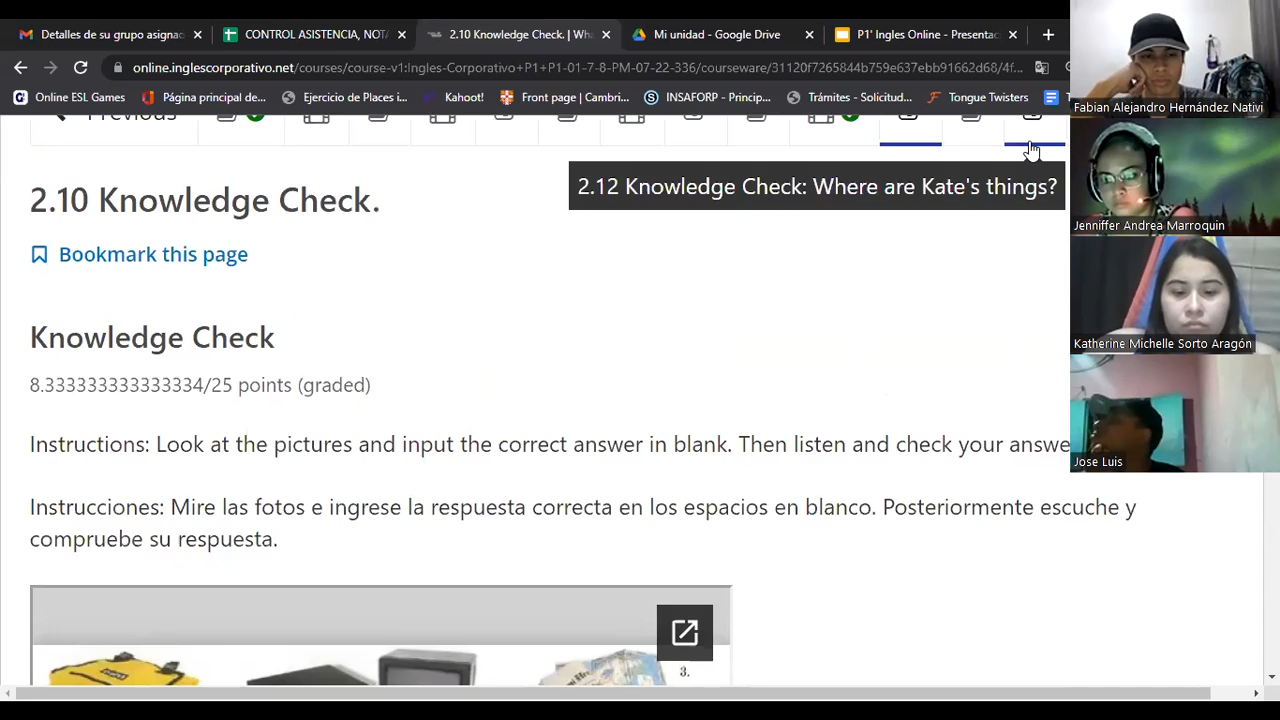 Detalles de su grupo asigna
CONTROL ASISTENCIA, NOTA
2.10 Knowledge Check. | Wha
Mi unidad - Google Drive
P1' Ingles Online - Presentac
online.inglescorporativo.net/courses/course-v1:Ingles-Corporativo+P1+P1-01-7-8-PM-07-22-336/courseware/31120f7265844b759e637ebb91662d68/4f...
Online ESL Games
Página principal de...
Ejercicio de Places i...
Kahoot!
Front page | Cambri...
INSAFORP - Princip...
Trámites - Solicitud...
Tongue Twisters
Previous
2.12 Knowledge Check: Where are Kate's things?
2.10 Knowledge Check.
Bookmark this page
Knowledge Check
8.333333333333334/25 points (graded)
Instructions: Look at the pictures and input the correct answer in blank. Then listen and check your answe
Instrucciones: Mire las fotos e ingrese la respuesta correcta en los espacios en blanco. Posteriormente escuche y
compruebe su respuesta.
3.
Fabian Alejandro Hernández Nativi
Jenniffer Andrea Marroquin
Katherine Michelle Sorto Aragón
Jose Luis